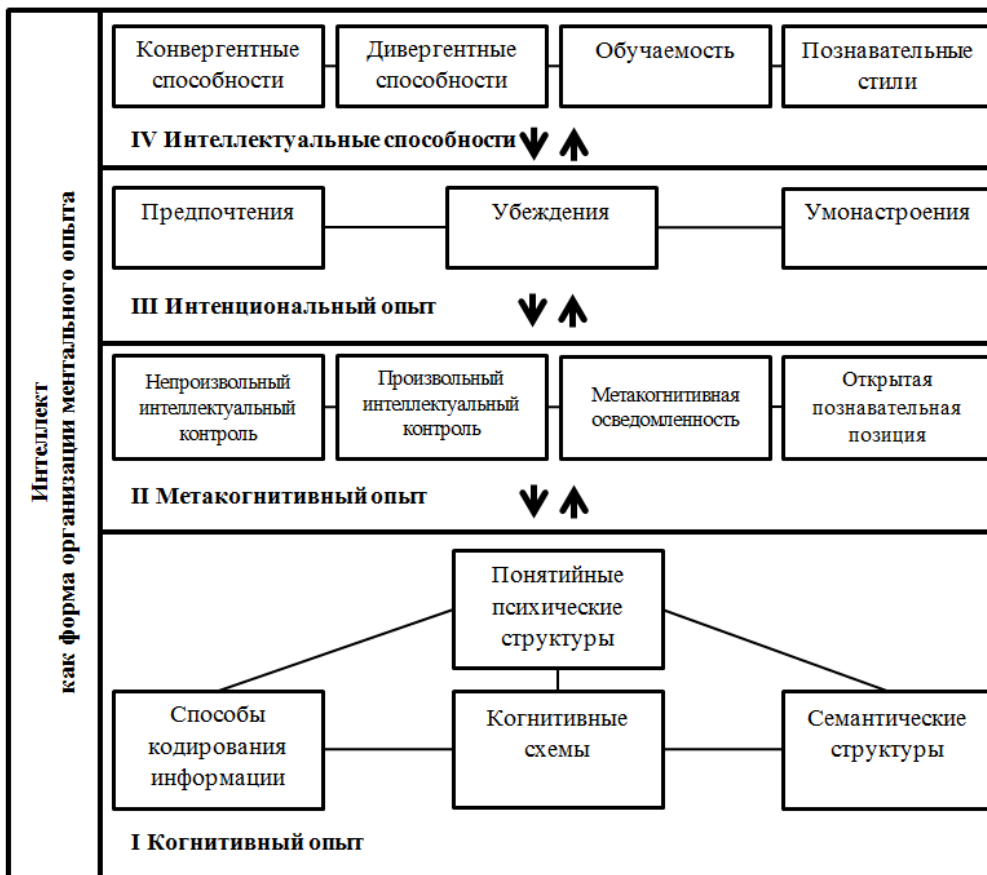 Интеллект
как форма организации ментального опыта
Конвергентные
способности
Дивергентные
способности
Обучаемость
Познавательные
стили
IV Интеллектуальные способности
Предпочтения
Убеждения
Умонастроения
III Интенциональный опыт
Непроизвольный
интеллектуальный
контроль
Произвольный
интеллектуальный
контроль
Метакогнитивная
осведомленность
Открытая
познавательная
позиция
II Метакогнитивный опыт
Понятийные
психические
структуры
Способы
кодирования
информации
Когнитивные
схемы
Семантические
структуры
I Когнитивный опыт